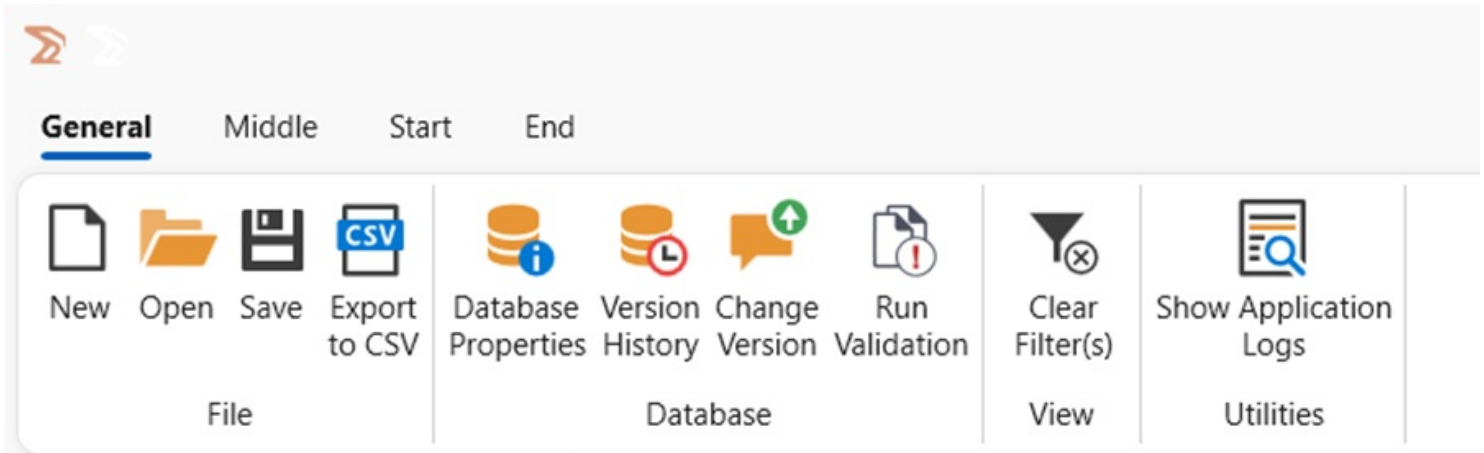 General Middle Start End
CSV
New Open Save Export to CSV Database Properties Version History Change Version Run Validation Clear Filter(s) Show Application Logs
File Database View Utilities